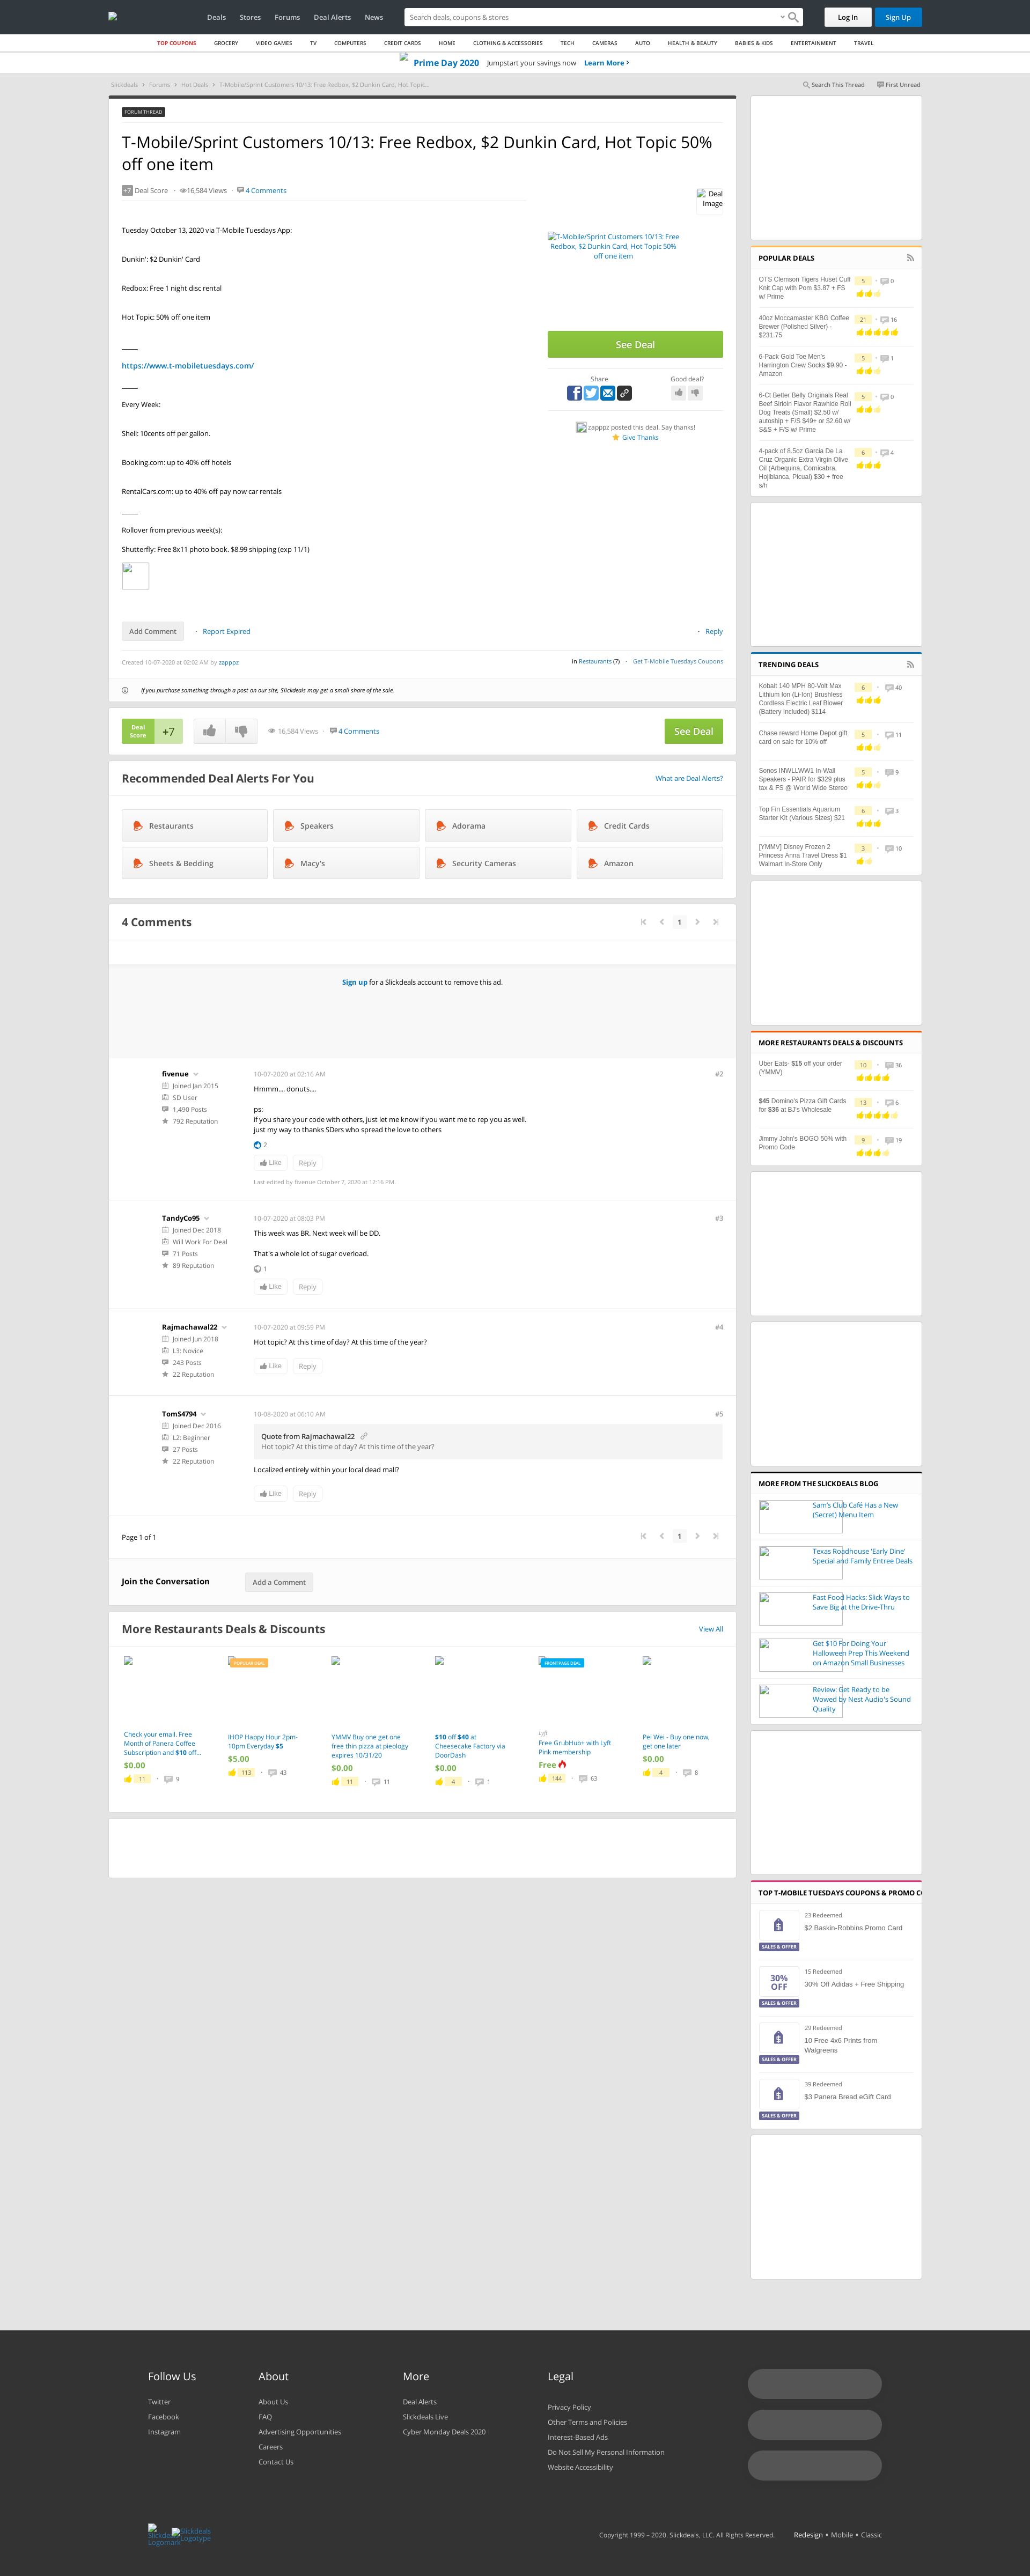 Deals Stores Forums Deal Alerts News
Search deals, coupons & stores
Log In
Sign Up
TOP COUPONS GROCERY VIDEO GAMES TV COMPUTERS CREDIT CARDS HOME CLOTHING & ACCESSORIES TECH CAMERAS AUTO HEALTH & BEAUTY BABIES & KIDS ENTERTAINMENT TRAVEL
Prime Day 2020 Jumpstart your savings now Learn More ›
Slickdeals › Forums › Hot Deals › T-Mobile/Sprint Customers 10/13: Free Redbox, $2 Dunkin Card, Hot Topic...
Search This Thread First Unread
FORUM THREAD
T-Mobile/Sprint Customers 10/13: Free Redbox, $2 Dunkin Card, Hot Topic 50%
off one item
+7 Deal Score · 16,584 Views · 4 Comments
Deal
Image
Tuesday October 13, 2020 via T-Mobile Tuesdays App:
Dunkin': $2 Dunkin' Card
Redbox: Free 1 night disc rental
Hot Topic: 50% off one item
_____
https://www.t-mobiletuesdays.com/
_____
Every Week:
Shell: 10cents off per gallon.
Booking.com: up to 40% off hotels
RentalCars.com: up to 40% off pay now car rentals
_____
Rollover from previous week(s):
Shutterfly: Free 8x11 photo book. $8.99 shipping (exp 11/1)
T-Mobile/Sprint Customers 10/13: Free
Redbox, $2 Dunkin Card, Hot Topic 50%
off one item
See Deal
Share
Good deal?
zapppz posted this deal. Say thanks!
Give Thanks
Add Comment · Report Expired · Reply
Created 10-07-2020 at 02:02 AM by zapppz
in Restaurants (7) · Get T-Mobile Tuesdays Coupons
If you purchase something through a post on our site, Slickdeals may get a small share of the sale.
Deal
Score
+7
16,584 Views · 4 Comments
See Deal
Recommended Deal Alerts For You
What are Deal Alerts?
Restaurants Speakers Adorama Credit Cards
Sheets & Bedding Macy's Security Cameras Amazon
4 Comments
1
Sign up for a Slickdeals account to remove this ad.
fivenue
Joined Jan 2015
SD User
1,490 Posts
792 Reputation
10-07-2020 at 02:16 AM
#2
Hmmm.... donuts....
ps:
if you share your code with others, just let me know if you want me to rep you as well.
just my way to thanks SDers who spread the love to others
2
Like Reply
Last edited by fivenue October 7, 2020 at 12:16 PM.
TandyCo95
Joined Dec 2018
Will Work For Deal
71 Posts
89 Reputation
10-07-2020 at 08:03 PM
#3
This week was BR. Next week will be DD.
That's a whole lot of sugar overload.
1
Like Reply
Rajmachawal22
Joined Jun 2018
L3: Novice
243 Posts
22 Reputation
10-07-2020 at 09:59 PM
#4
Hot topic? At this time of day? At this time of the year?
Like Reply
TomS4794
Joined Dec 2016
L2: Beginner
27 Posts
22 Reputation
10-08-2020 at 06:10 AM
#5
Quote from Rajmachawal22
Hot topic? At this time of day? At this time of the year?
Localized entirely within your local dead mall?
Like Reply
Page 1 of 1
1
Join the Conversation
Add a Comment
More Restaurants Deals & Discounts
View All
Check your email. Free
Month of Panera Coffee
Subscription and $10 off...
$0.00
11 · 9
POPULAR DEAL
IHOP Happy Hour 2pm-
10pm Everyday $5
$5.00
113 · 43
YMMV Buy one get one
free thin pizza at pieology
expires 10/31/20
$0.00
11 · 11
$10 off $40 at
Cheesecake Factory via
DoorDash
$0.00
4 · 1
FRONTPAGE DEAL
Lyft
Free GrubHub+ with Lyft
Pink membership
Free
144 · 63
Pei Wei - Buy one now,
get one later
$0.00
4 · 8
POPULAR DEALS
OTS Clemson Tigers Huset Cuff
Knit Cap with Pom $3.87 + FS
w/ Prime
5 · 0
40oz Moccamaster KBG Coffee
Brewer (Polished Silver) -
$231.75
21 · 16
6-Pack Gold Toe Men's
Harrington Crew Socks $9.90 -
Amazon
5 · 1
6-Ct Better Belly Originals Real
Beef Sirloin Flavor Rawhide Roll
Dog Treats (Small) $2.50 w/
autoship + F/S $49+ or $2.60 w/
S&S + F/S w/ Prime
5 · 0
4-pack of 8.5oz Garcia De La
Cruz Organic Extra Virgin Olive
Oil (Arbequina, Cornicabra,
Hojiblanca, Picual) $30 + free
s/h
6 · 4
TRENDING DEALS
Kobalt 140 MPH 80-Volt Max
Lithium Ion (Li-Ion) Brushless
Cordless Electric Leaf Blower
(Battery Included) $114
6 · 40
Chase reward Home Depot gift
card on sale for 10% off
5 · 11
Sonos INWLLWW1 In-Wall
Speakers - PAIR for $329 plus
tax & FS @ World Wide Stereo
5 · 9
Top Fin Essentials Aquarium
Starter Kit (Various Sizes) $21
6 · 3
[YMMV] Disney Frozen 2
Princess Anna Travel Dress $1
Walmart In-Store Only
3 · 10
MORE RESTAURANTS DEALS & DISCOUNTS
Uber Eats- $15 off your order
(YMMV)
10 · 36
$45 Domino's Pizza Gift Cards
for $36 at BJ's Wholesale
13 · 6
Jimmy John's BOGO 50% with
Promo Code
9 · 19
MORE FROM THE SLICKDEALS BLOG
Sam's Club Café Has a New
(Secret) Menu Item
Texas Roadhouse 'Early Dine'
Special and Family Entree Deals
Fast Food Hacks: Slick Ways to
Save Big at the Drive-Thru
Get $10 For Doing Your
Halloween Prep This Weekend
on Amazon Small Businesses
Review: Get Ready to be
Wowed by Nest Audio's Sound
Quality
TOP T-MOBILE TUESDAYS COUPONS & PROMO CO
SALES & OFFER
23 Redeemed
$2 Baskin-Robbins Promo Card
30%
OFF
SALES & OFFER
15 Redeemed
30% Off Adidas + Free Shipping
SALES & OFFER
29 Redeemed
10 Free 4x6 Prints from
Walgreens
SALES & OFFER
39 Redeemed
$3 Panera Bread eGift Card
Follow Us
Twitter
Facebook
Instagram
About
About Us
FAQ
Advertising Opportunities
Careers
Contact Us
More
Deal Alerts
Slickdeals Live
Cyber Monday Deals 2020
Legal
Privacy Policy
Other Terms and Policies
Interest-Based Ads
Do Not Sell My Personal Information
Website Accessibility
Slickdeals
Logomark
Slickdeals
Logotype
Copyright 1999 – 2020. Slickdeals, LLC. All Rights Reserved.
Redesign • Mobile • Classic